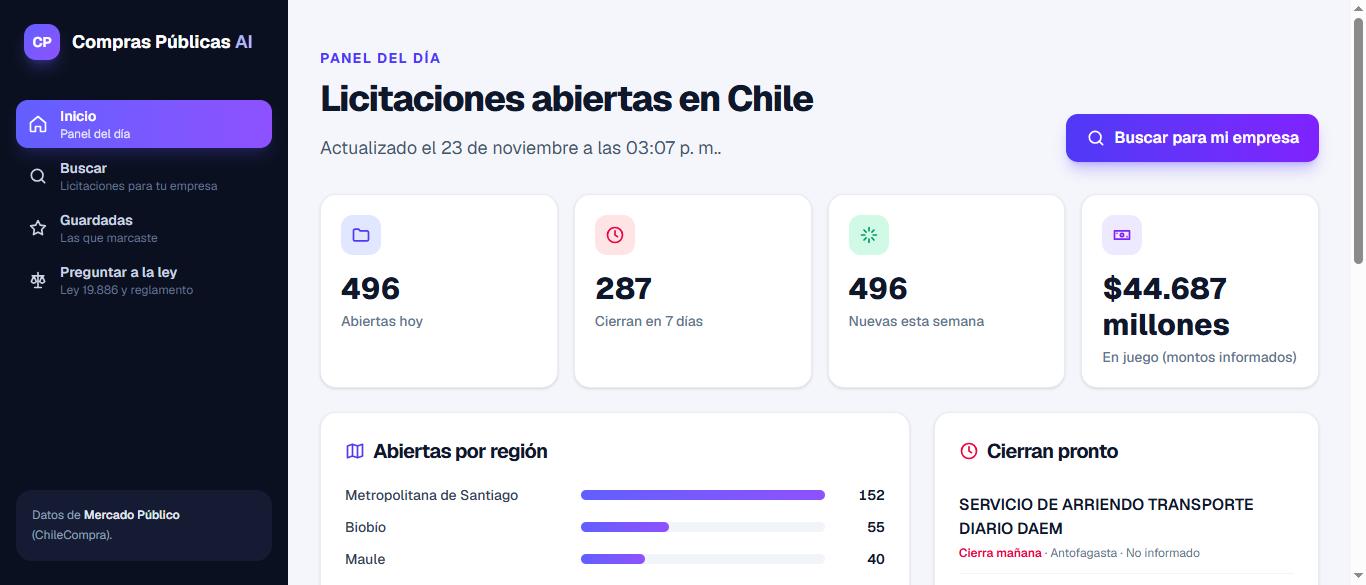 CP
Compras Públicas AI
Inicio
Panel del día
Buscar
Licitaciones para tu empresa
Guardadas
Las que marcaste
Preguntar a la ley
Ley 19.886 y reglamento
Datos de Mercado Público
(ChileCompra).
PANEL DEL DÍA
Licitaciones abiertas en Chile
Actualizado el 23 de noviembre a las 03:07 p. m..
Buscar para mi empresa
496
Abiertas hoy
287
Cierran en 7 días
496
Nuevas esta semana
$44.687
millones
En juego (montos informados)
Abiertas por región
Metropolitana de Santiago 152
Biobío 55
Maule 40
Cierran pronto
SERVICIO DE ARRIENDO TRANSPORTE
DIARIO DAEM
Cierra mañana · Antofagasta · No informado